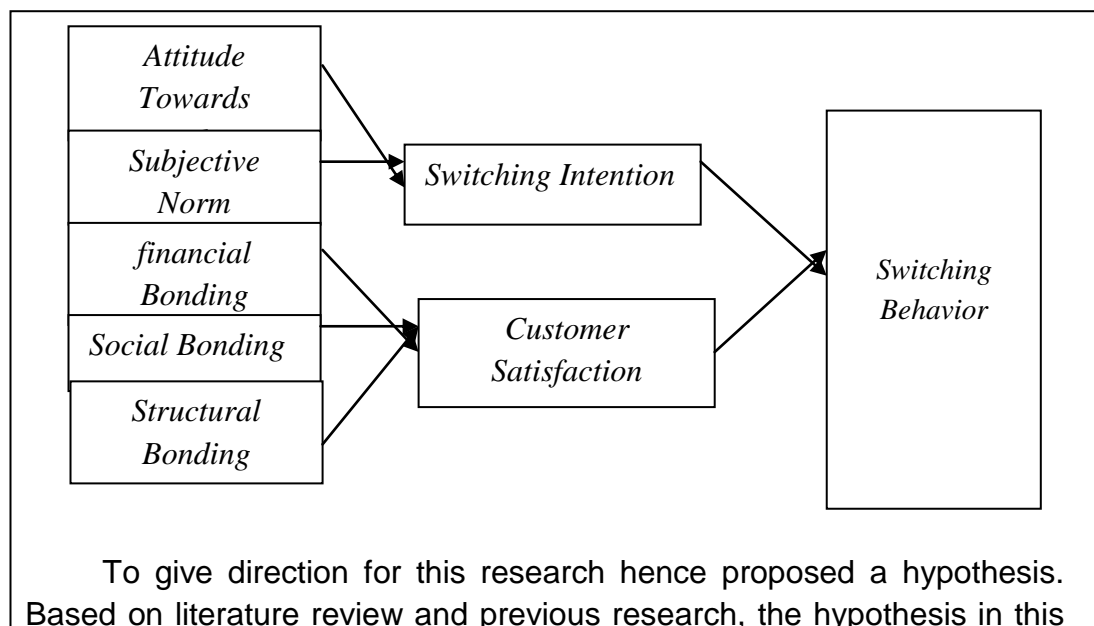 Attitude
Towards
Subjective
Norm
financial
Bonding
Social Bonding
Structural
Bonding
Switching Intention
Customer
Satisfaction
Switching
Behavior
To give direction for this research hence proposed a hypothesis.
Based on literature review and previous research, the hypothesis in this